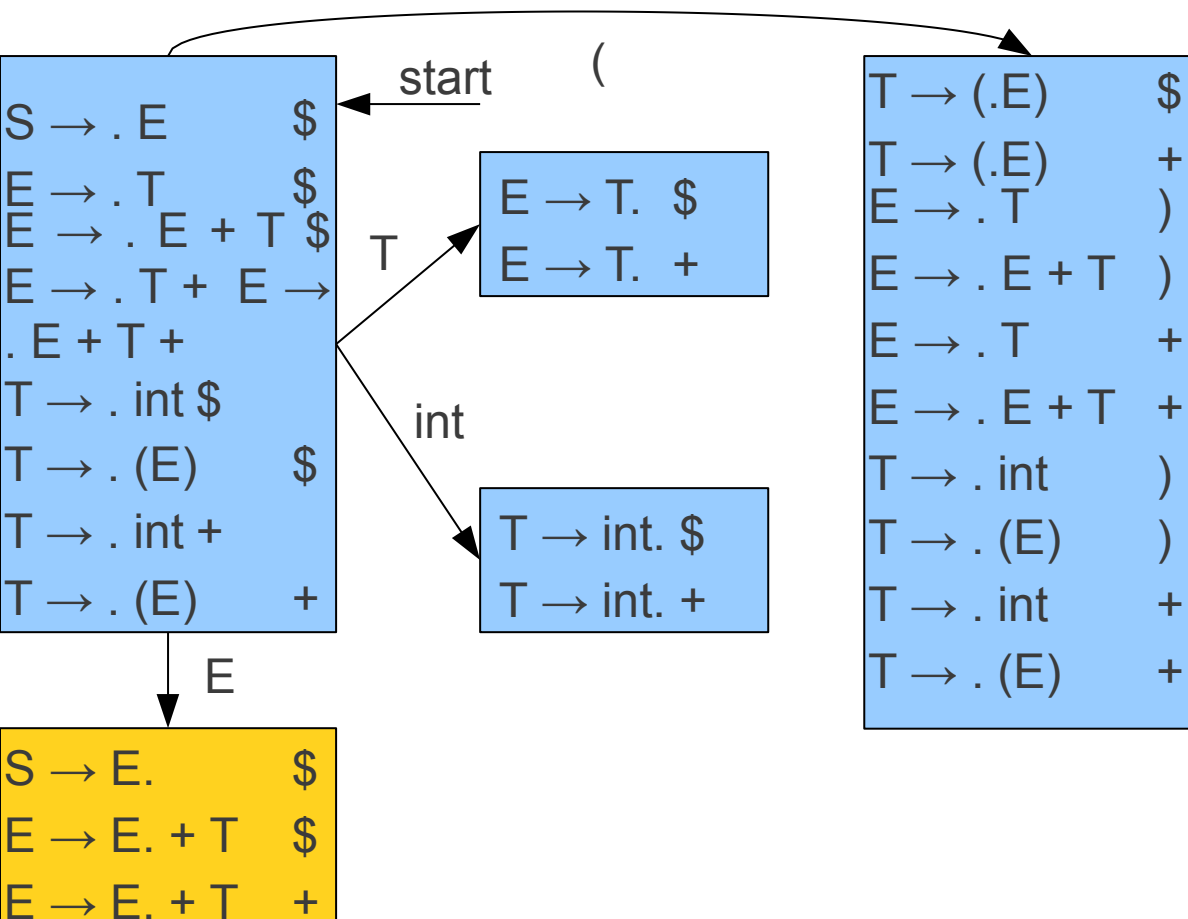 start
(
S → . E $
E → . T $
E → . E + T $
E → . T + E →
. E + T +
T → . int $
T → . (E) $
T → . int +
T → . (E) +
T
E → T. $
E → T. +
int
T → int. $
T → int. +
T → (.E) $
T → (.E) +
E → . T )
E → . E + T )
E → . T +
E → . E + T +
T → . int )
T → . (E) )
T → . int +
T → . (E) +
E
S → E. $
E → E. + T $
E → E. + T +